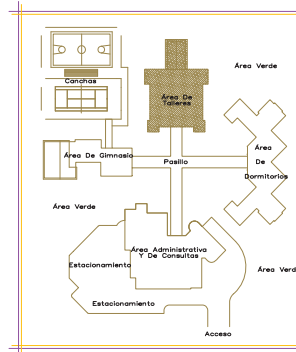 Área Verde
Canchas
Área De
Talleres
Área
De
Dormitorios
Área De Gimnasio
Pasillo
Área Verde
Área Administrativa
Y De Consultas
Estacionamiento
Área Verd
Estacionamiento
Acceso